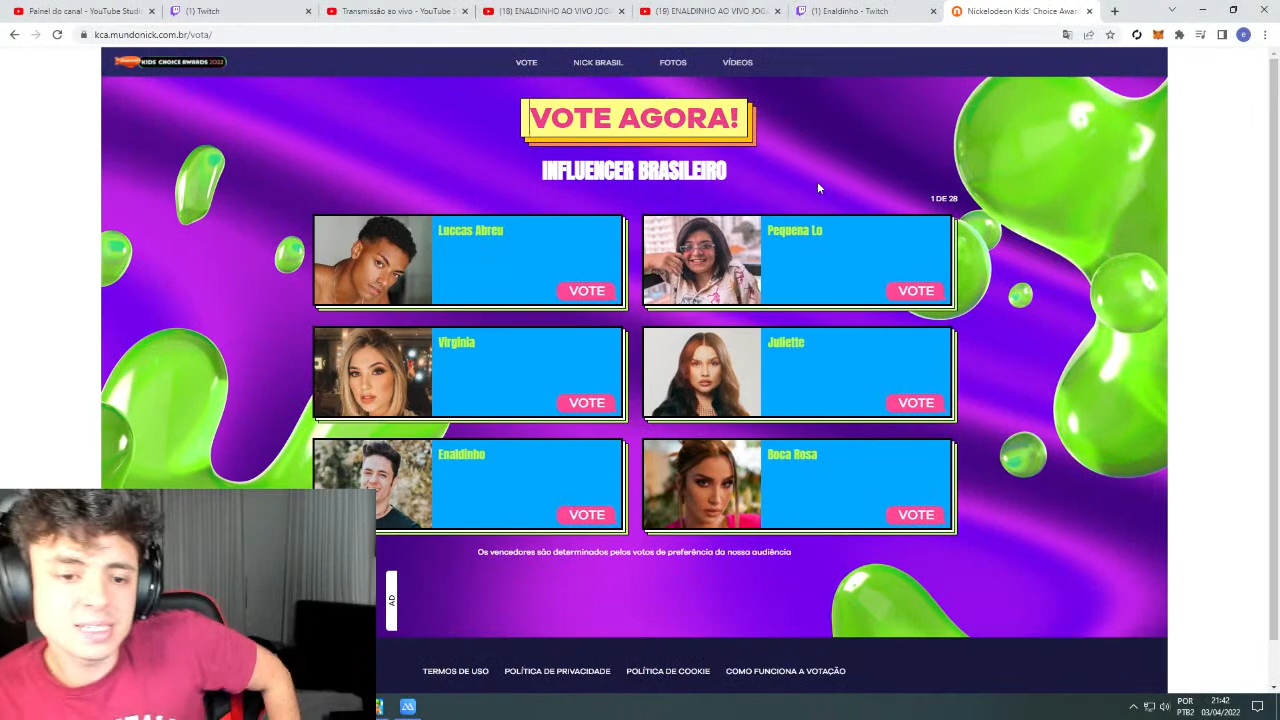 Painel do canal - YouTube Studi
(1) Twitch
Transmissão ao vivo - YouTube S
(18) ENALDINHO AO VIVO JOG
(19) ENALDINHO AO VIVO JOG
(1) Enaldinho - Twitch
Nickelodeon Kids' Choice Awar
kca.mundonick.com.br/vota/
e
KIDS CHOICE AWARDS 2022
VOTE
NICK BRASIL
FOTOS
VÍDEOS
VOTE AGORA!
INFLUENCER BRASILEIRO
1 DE 28
Luccas Abreu
VOTE
Pequena Lo
VOTE
Virginia
VOTE
Juliette
VOTE
Enaldinho
VOTE
Boca Rosa
VOTE
Os vencedores são determinados pelos votos de preferência da nossa audiência
AD
TERMOS DE USO
POLÍTICA DE PRIVACIDADE
POLÍTICA DE COOKIE
COMO FUNCIONA A VOTAÇÃO
POR
PTB2
21:42
03/04/2022